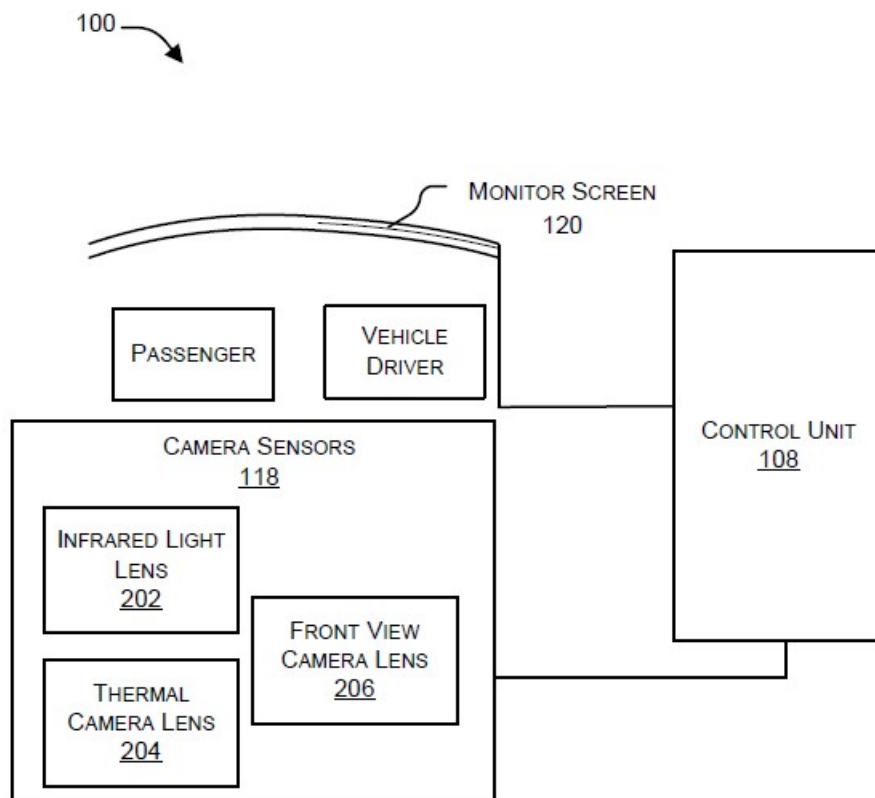 100
MONITOR SCREEN
120
PASSENGER
VEHICLE
DRIVER
CAMERA SENSORS
118
INFRARED LIGHT
LENS
202
FRONT VIEW
CAMERA LENS
206
THERMAL
CAMERA LENS
204
CONTROL UNIT
108